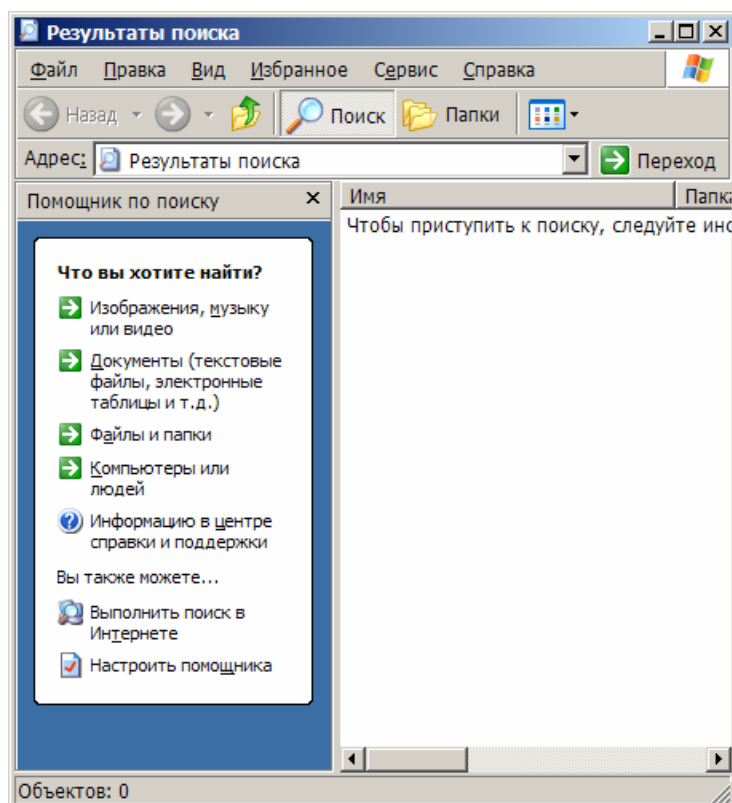 Результаты поиска
Файл Правка Вид Избранное Сервис Справка
Назад Поиск Папки
Адрес: Результаты поиска Переход
Помощник по поиску
Имя Папка
Чтобы приступить к поиску, следуйте
Что вы хотите найти?
Изображения, музыку
или видео
Документы (текстовые
файлы, электронные
таблицы и т.д.)
Файлы и папки
Компьютеры или
людей
Информацию в центре
справки и поддержки
Вы также можете...
Выполнить поиск в
Интернете
Настроить помощника
Объектов: 0